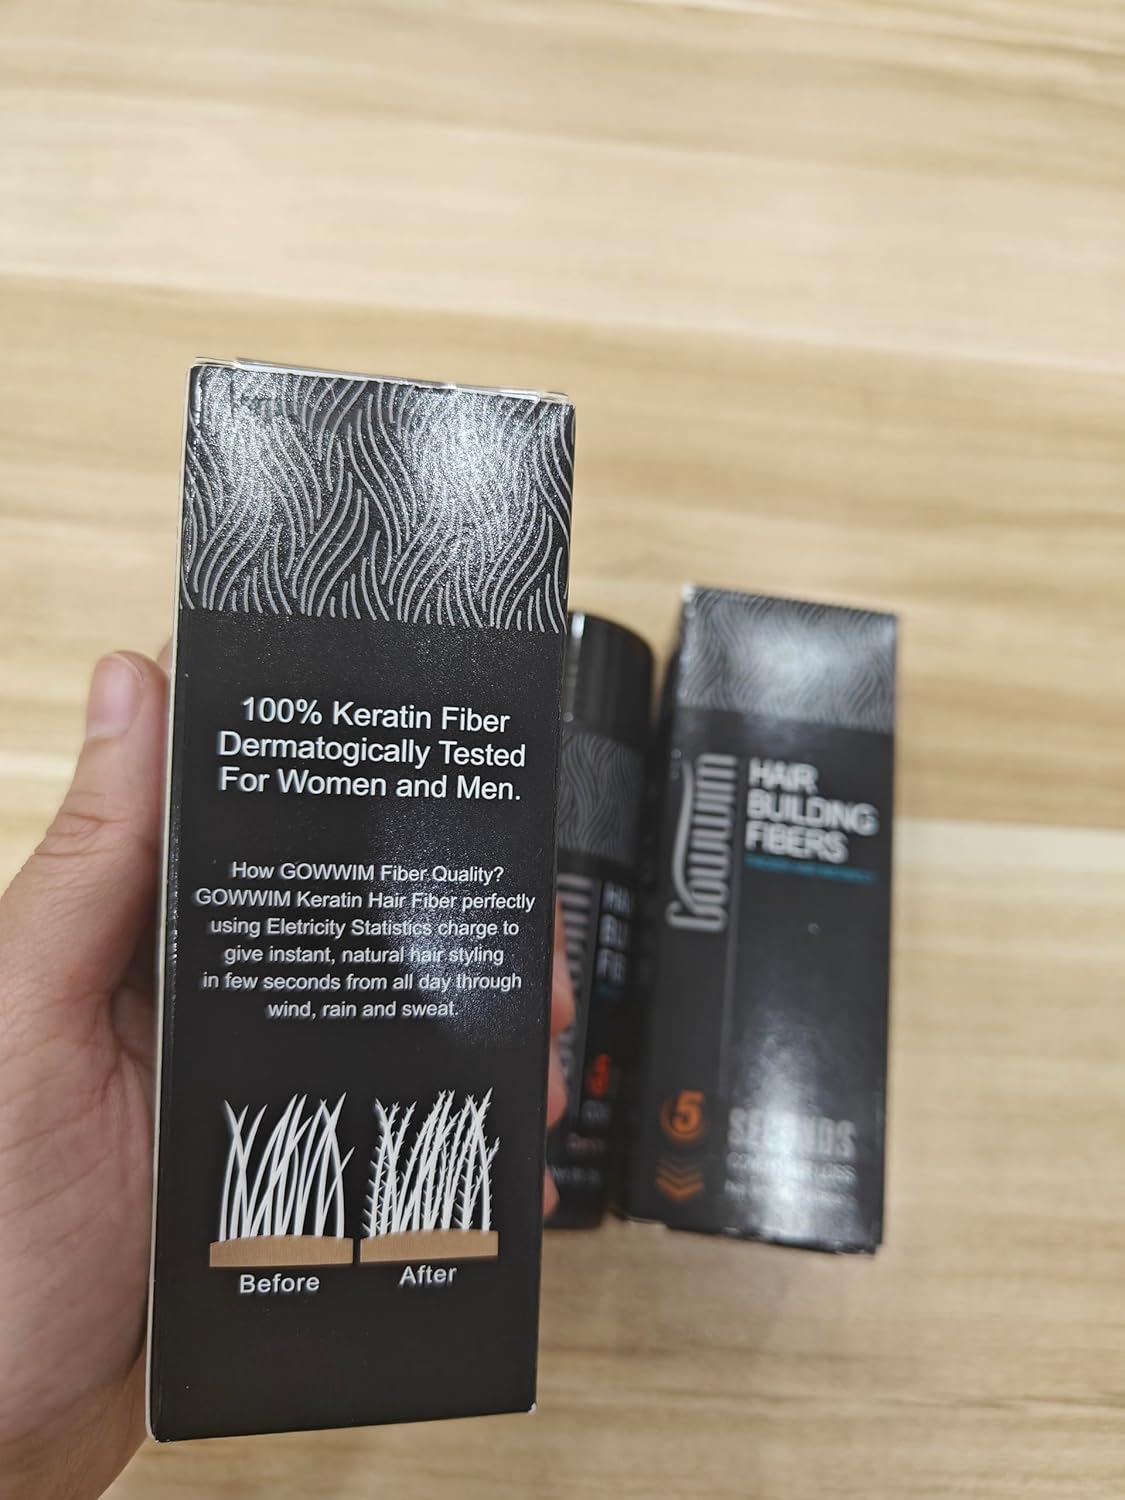 100% Keratin Fiber
Dermatogically Tested
For Women and Men.
How GOWWIM Fiber Quality?
GOWWIM Keratin Hair Fiber perfectly
using Eletricity Statistics charge to
give instant, natural hair styling
in few seconds from all day through
wind, rain and sweat.
Before
After
Gowwim
HAIR
BUILDING
FIBERS
5
SECONDS